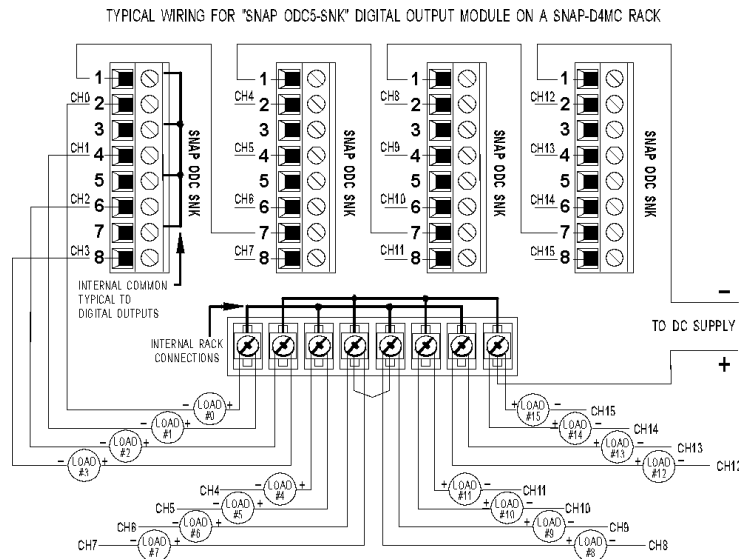 TYPICAL WIRING FOR "SNAP ODC5-SNK" DIGITAL OUTPUT MODULE ON A SNAP-D4MC RACK
1
CH0 2
3
CH1 4
5
CH2 6
7
CH3 8
SNAP ODC SNK
1
CH4 2
3
CH5 4
5
CH6 6
7
CH7 8
SNAP ODC SNK
1
CH8 2
3
CH9 4
5
CH10 6
7
CH11 8
SNAP ODC SNK
1
CH12 2
3
CH13 4
5
CH14 6
7
CH15 8
SNAP ODC SNK
INTERNAL COMMON
TYPICAL TO
DIGITAL OUTPUTS
INTERNAL RACK
CONNECTIONS
−
TO DC SUPPLY
+
− LOAD #0 +
− LOAD #1 +
− LOAD #2 +
− LOAD #3 +
CH4 − LOAD #4 +
CH5 − LOAD #5 +
CH6 − LOAD #6 +
CH7 − LOAD #7 +
+ LOAD #15 − CH15
+ LOAD #14 − CH14
+ LOAD #13 − CH13
+ LOAD #12 − CH12
+ LOAD #11 − CH11
+ LOAD #10 − CH10
+ LOAD #9 − CH9
+ LOAD #8 − CH8